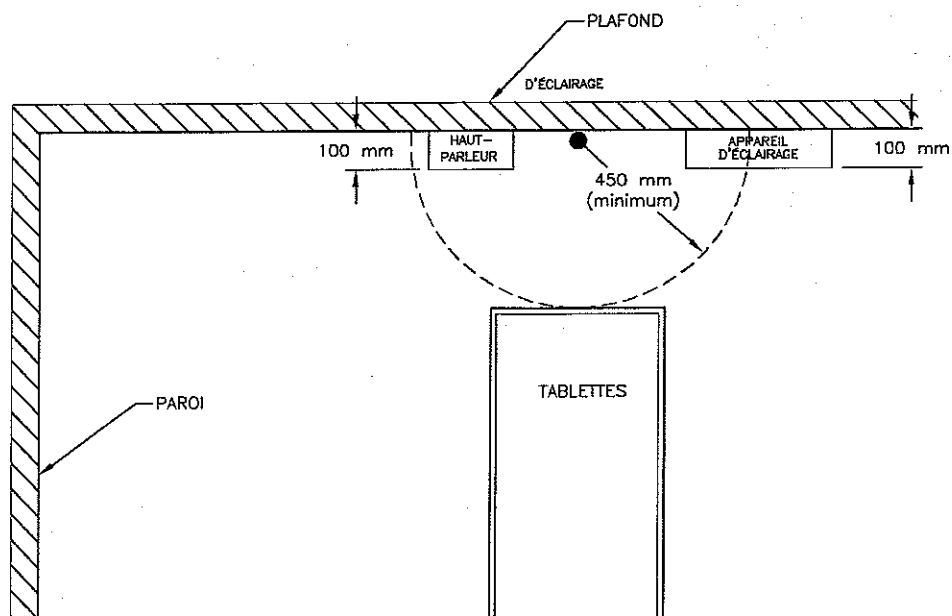 PLAFOND
D'ÉCLAIRAGE
100 mm
HAUT-
PARLEUR
APPAREIL
D'ÉCLAIRAGE
100 mm
450 mm
(minimum)
TABLETTES
PAROI